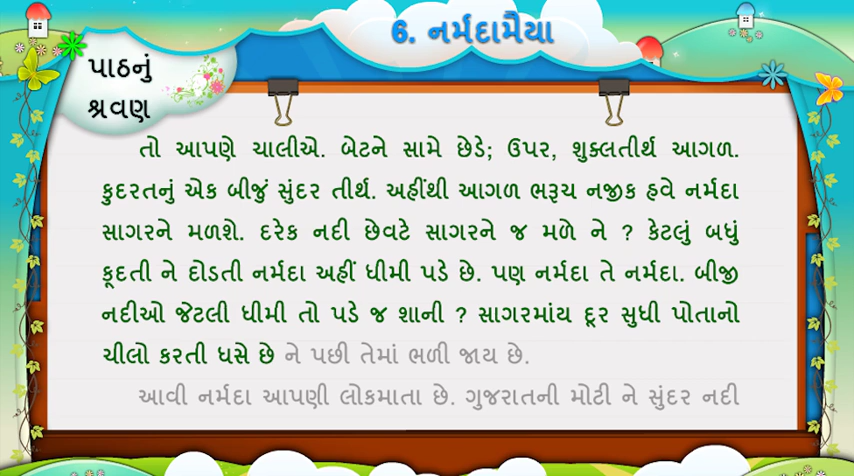 6. નર્મદામૈયા
પાઠનું
શ્રવણ
તો આપણે ચાલીએ. બેટને સામે છેડે; ઉપર, શુક્લતીર્થ આગળ.
કુદરતનું એક બીજું સુંદર તીર્થ. અહીંથી આગળ ભરૂચ નજીક હવે નર્મદા
સાગરને મળશે. દરેક નદી છેવટે સાગરને જ મળે ને ? કેટલું બધું
કૂદતી ને દોડતી નર્મદા અહીં ધીમી પડે છે. પણ નર્મદા તે નર્મદા. બીજી
નદીઓ જેટલી ધીમી તો પડે જ શાની ? સાગરમાંય દૂર સુધી પોતાનો
ચીલો કરતી ધસે છે ને પછી તેમાં ભળી જાય છે.
આવી નર્મદા આપણી લોકમાતા છે. ગુજરાતની મોટી ને સુંદર નદી